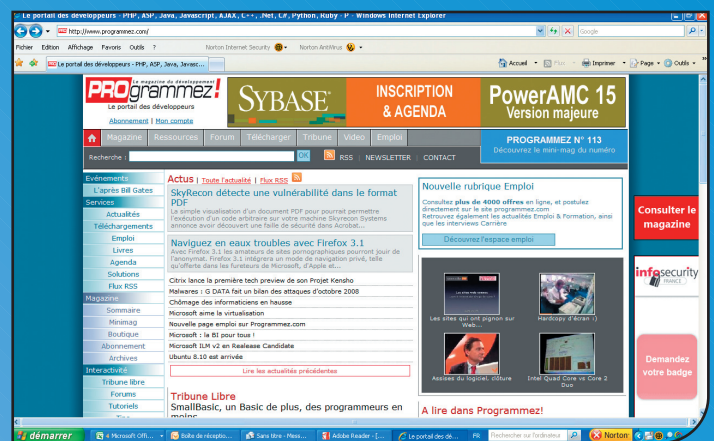 Le portail des développeurs - PHP, ASP, Java, Javascript, AJAX, C++, .Net, C#, Python, Ruby - P - Windows Internet Explorer
http://www.programmez.com/
Google
Fichier Edition Affichage Favoris Outils ?
Norton Internet Security
Norton AntiVirus
Le portail des développeurs - PHP, ASP, Java, Javasc...
Accueil
Flux
Imprimer
Page
Outils
Le magazine du développement
PROgrammez!
Le portail des développeurs
Abonnement | Mon compte
SYBASE
INSCRIPTION
& AGENDA
PowerAMC 15
Version majeure
Magazine Ressources Forum Télécharger Tribune Video Emploi
PROGRAMMEZ N° 113
Découvrez le mini-mag du numéro
Recherche :
OK
RSS | NEWSLETTER | CONTACT
Evénements
L'après Bill Gates
Services
Actualités
Téléchargements
Emploi
Livres
Agenda
Solutions
Flux RSS
Magazine
Sommaire
Minimag
Boutique
Abonnement
Archives
Interactivité
Tribune libre
Forums
Tutoriels
Actus | Toute l'actualité | Flux RSS
SkyRecon détecte une vulnérabilité dans le format
PDF
La simple visualisation d'un document PDF pour pourrait permettre
l'exécution d'un code arbitraire sur votre machine Skyrecon Systems
annonce avoir découvert une faille de sécurité dans Acrobat...
Naviguez en eaux troubles avec Firefox 3.1
Avec Firefox 3.1 les amateurs de sites pornographiques pourront jouir de
l'anonymat. Firefox 3.1 intégrera un mode de navigation privé, telle
qu'offerte dans les fureteurs de Microsoft, d'Apple et...
Citrix lance la première tech preview de son Projet Kensho
Malwares : G DATA fait un bilan des attaques d'octobre 2008
Chômage des informaticiens en hausse
Microsoft aime la virtualisation
Nouvelle page emploi sur Programmez.com
Microsoft : la BI pour tous !
Microsoft ILM v2 en Realease Candidate
Ubuntu 8.10 est arrivée
Lire les actualités précédentes
Tribune Libre
SmallBasic, un Basic de plus, des programmeurs en
moins
Nouvelle rubrique Emploi
Consultez plus de 4000 offres en ligne, et postulez
directement sur le site programmez.com
Retrouvez également les actualités Emploi & Formation, ainsi
que les interviews Carrière
Découvrez l'espace emploi
Les sites qui ont pignon sur
Web...
Hardcopy d'écran :)
Assises du logiciel, clôture
Intel Quad Core vs Core 2
Duo
A lire dans Programmez!
Consulter le
magazine
infosecurity
FRANCE
Demandez
votre badge
démarrer
4 Microsoft Offi...
Boîte de réceptio...
Sans titre - Mess...
Adobe Reader - [...
Le portail des dé...
FR
Rechercher sur l'ordinateur
Norton